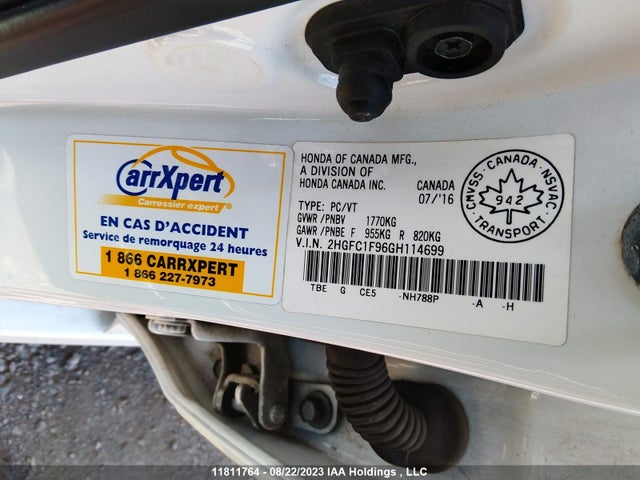 CarrXpert
Carrossier expert
EN CAS D'ACCIDENT
Service de remorquage 24 heures
1 866 CARRXPERT
1 866 227-7973
HONDA OF CANADA MFG.,
A DIVISION OF
HONDA CANADA INC. CANADA
07/'16
TYPE: PC/VT
GVWR /PNBV 1770KG
GAWR /PNBE F 955KG R 820KG
V.I.N. 2HGFC1F96GH114699
TBE G CE5 -NH788P -A -H
CMVSS · CANADA · NSVAC
942
TRANSPORT
11811764 - 08/22/2023 IAA Holdings , LLC